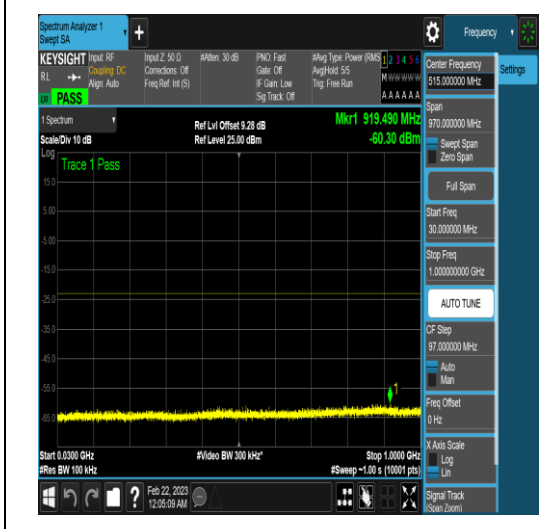 Spectrum Analyzer 1
Swept SA
+
Frequency
KEYSIGHT
RL
PASS
Input: RF
Coupling: DC
Align: Auto
Input Z: 50 Ω
Corrections: Off
Freq Ref: Int (S)
#Atten: 30 dB
PNO: Fast
Gate: Off
IF Gain: Low
Sig Track: Off
#Avg Type: Power (RMS
Avg|Hold: 5/5
Trig: Free Run
1 2 3 4 5 6
M W W W W W
A A A A A A
Center Frequency
515.000000 MHz
Settings
Span
970.000000 MHz
Swept Span
Zero Span
Full Span
Start Freq
30.000000 MHz
Stop Freq
1.000000000 GHz
AUTO TUNE
CF Step
97.000000 MHz
Auto
Man
Freq Offset
0 Hz
X Axis Scale
Log
Lin
Signal Track
(Span Zoom)
1 Spectrum
Scale/Div 10 dB
Ref Lvl Offset 9.28 dB
Ref Level 25.00 dBm
Mkr1 919.490 MHz
-60.30 dBm
Log
Trace 1 Pass
15.0
5.00
-5.00
-15.0
-25.0
-35.0
-45.0
-55.0
-65.0
1
Start 0.0300 GHz
#Res BW 100 kHz
#Video BW 300 kHz*
Stop 1.0000 GHz
#Sweep ~1.00 s (10001 pts)
?
Feb 22, 2023
12:05:09 AM